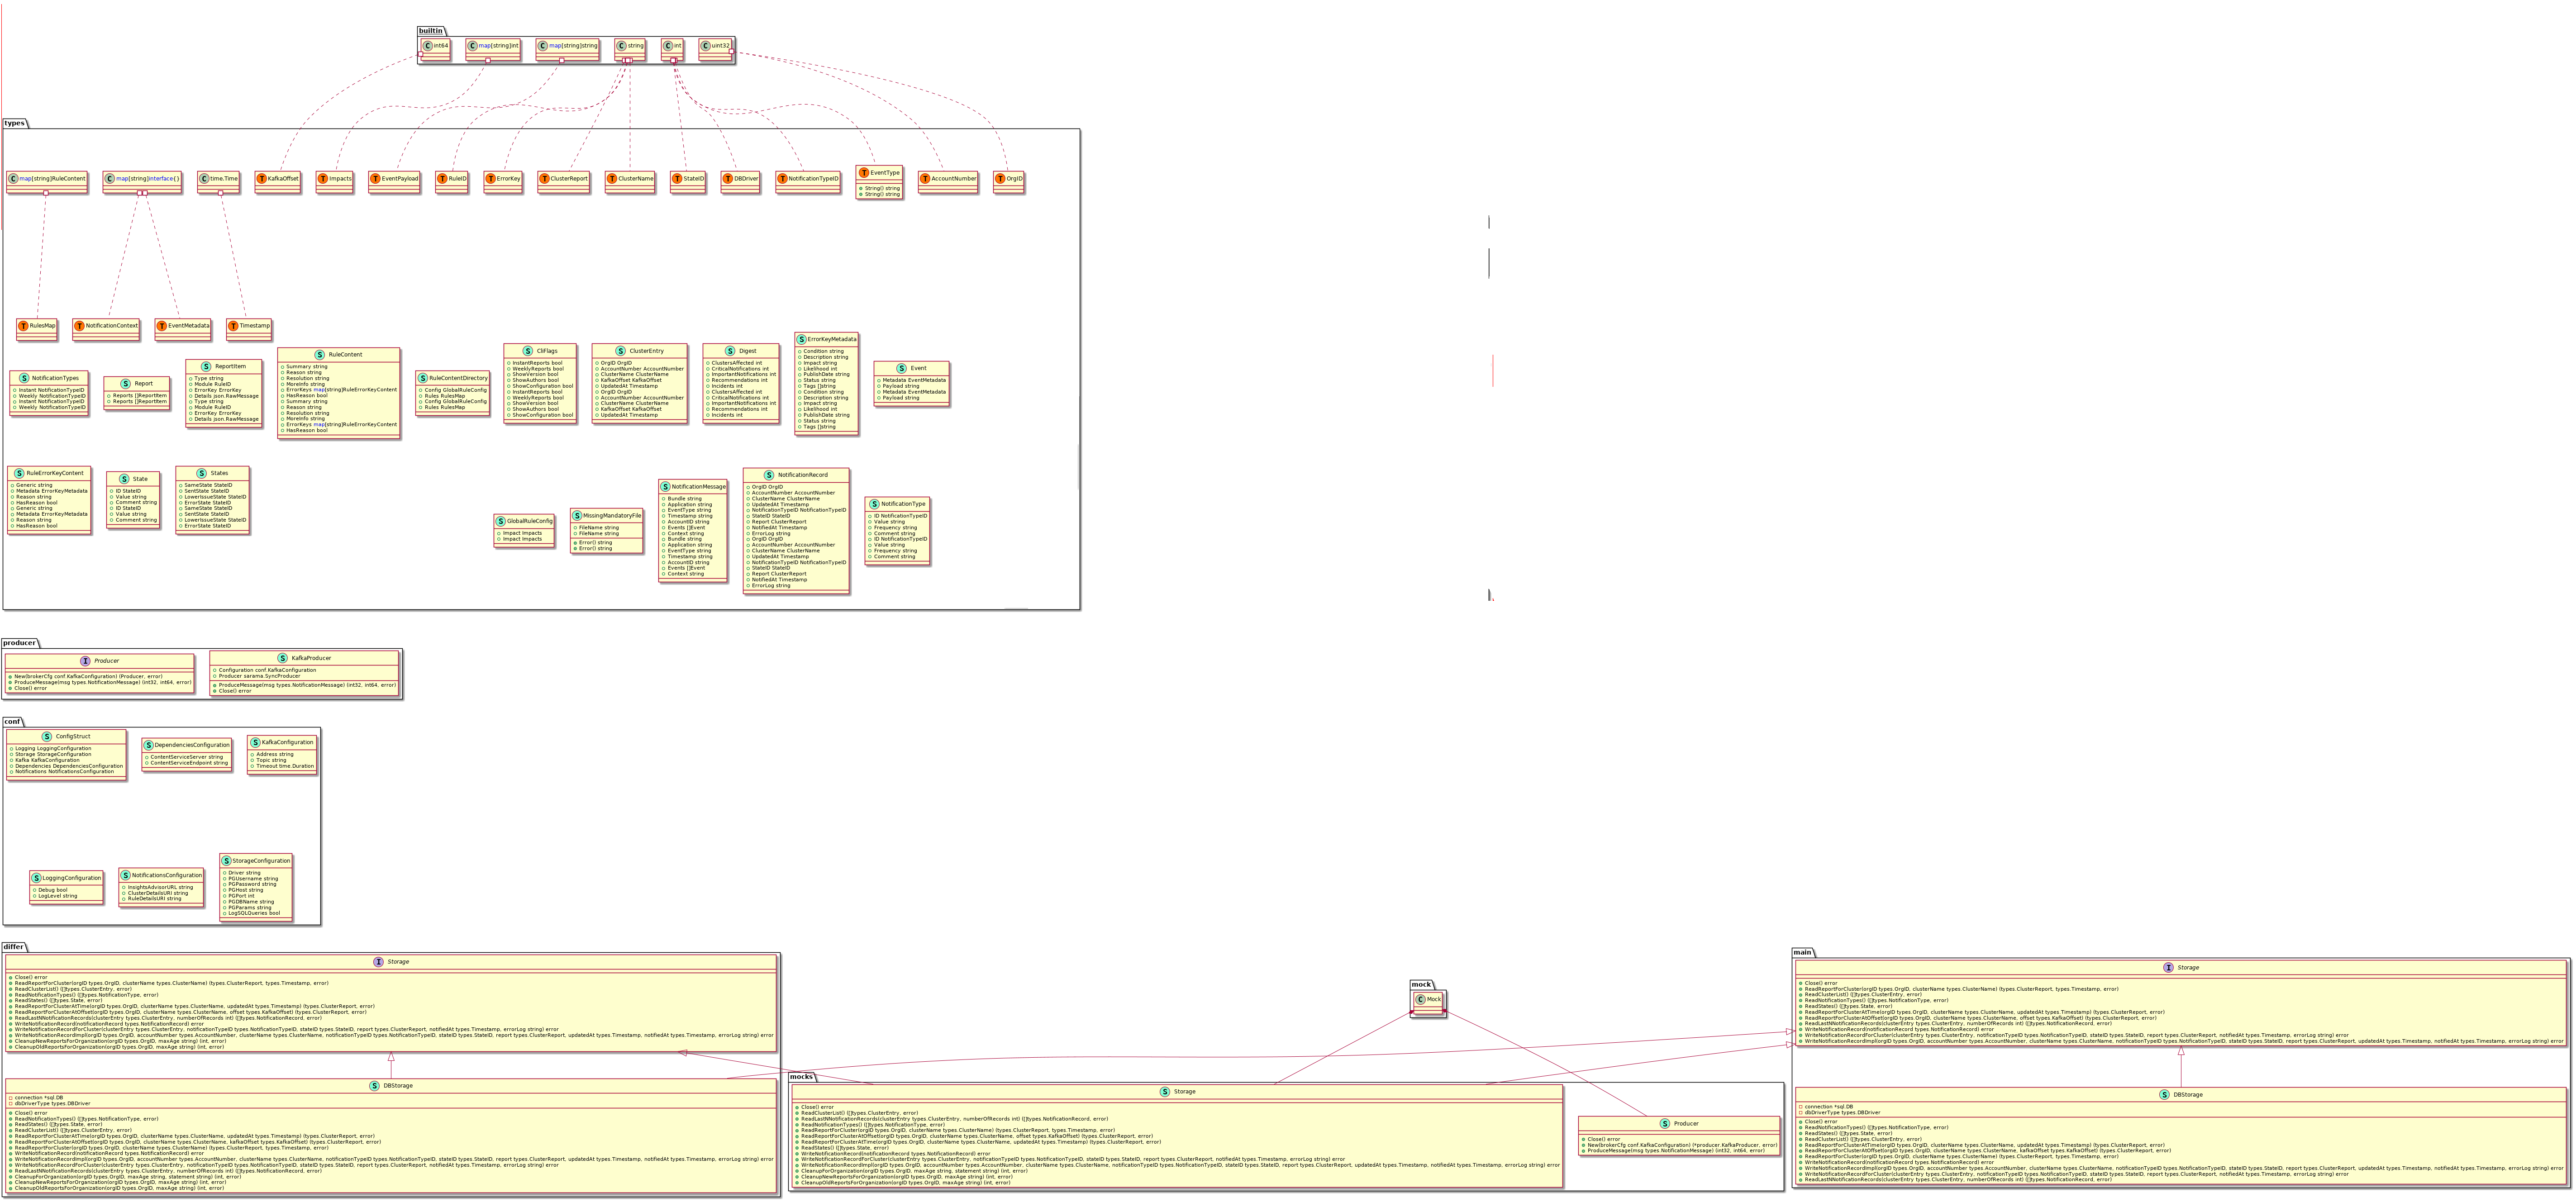 builtin
C int64
C map[string]int
C map[string]string
C string
C int
C uint32
types
C map[string]RuleContent
C map[string]interface{}
C time.Time
T KafkaOffset
T Impacts
T EventPayload
T RuleID
T ErrorKey
T ClusterReport
T ClusterName
T StateID
T DBDriver
T NotificationTypeID
T EventType
String() string
String() string
T AccountNumber
T OrgID
T RulesMap
T NotificationContext
T EventMetadata
T Timestamp
S NotificationTypes
Instant NotificationTypeID
Weekly NotificationTypeID
Instant NotificationTypeID
Weekly NotificationTypeID
S Report
Reports []ReportItem
Reports []ReportItem
S ReportItem
Type string
Module RuleID
ErrorKey ErrorKey
Details json.RawMessage
Type string
Module RuleID
ErrorKey ErrorKey
Details json.RawMessage
S RuleContent
Summary string
Reason string
Resolution string
MoreInfo string
ErrorKeys map[string]RuleErrorKeyContent
HasReason bool
Summary string
Reason string
Resolution string
MoreInfo string
ErrorKeys map[string]RuleErrorKeyContent
HasReason bool
S RuleContentDirectory
Config GlobalRuleConfig
Rules RulesMap
Config GlobalRuleConfig
Rules RulesMap
S CliFlags
InstantReports bool
WeeklyReports bool
ShowVersion bool
ShowAuthors bool
ShowConfiguration bool
InstantReports bool
WeeklyReports bool
ShowVersion bool
ShowAuthors bool
ShowConfiguration bool
S ClusterEntry
OrgID OrgID
AccountNumber AccountNumber
ClusterName ClusterName
KafkaOffset KafkaOffset
UpdatedAt Timestamp
OrgID OrgID
AccountNumber AccountNumber
ClusterName ClusterName
KafkaOffset KafkaOffset
UpdatedAt Timestamp
S Digest
ClustersAffected int
CriticalNotifications int
ImportantNotifications int
Recommendations int
Incidents int
ClustersAffected int
CriticalNotifications int
ImportantNotifications int
Recommendations int
Incidents int
S ErrorKeyMetadata
Condition string
Description string
Impact string
Likelihood int
PublishDate string
Status string
Tags []string
Condition string
Description string
Impact string
Likelihood int
PublishDate string
Status string
Tags []string
S Event
Metadata EventMetadata
Payload string
Metadata EventMetadata
Payload string
S RuleErrorKeyContent
Generic string
Metadata ErrorKeyMetadata
Reason string
HasReason bool
Generic string
Metadata ErrorKeyMetadata
Reason string
HasReason bool
S State
ID StateID
Value string
Comment string
ID StateID
Value string
Comment string
S States
SameState StateID
SentState StateID
LowerIssueState StateID
ErrorState StateID
SameState StateID
SentState StateID
LowerIssueState StateID
ErrorState StateID
S GlobalRuleConfig
Impact Impacts
Impact Impacts
S MissingMandatoryFile
FileName string
FileName string
Error() string
Error() string
S NotificationMessage
Bundle string
Application string
EventType string
Timestamp string
AccountID string
Events []Event
Context string
Bundle string
Application string
EventType string
Timestamp string
AccountID string
Events []Event
Context string
S NotificationRecord
OrgID OrgID
AccountNumber AccountNumber
ClusterName ClusterName
UpdatedAt Timestamp
NotificationTypeID NotificationTypeID
StateID StateID
Report ClusterReport
NotifiedAt Timestamp
ErrorLog string
OrgID OrgID
AccountNumber AccountNumber
ClusterName ClusterName
UpdatedAt Timestamp
NotificationTypeID NotificationTypeID
StateID StateID
Report ClusterReport
NotifiedAt Timestamp
ErrorLog string
S NotificationType
ID NotificationTypeID
Value string
Frequency string
Comment string
ID NotificationTypeID
Value string
Frequency string
Comment string
producer
I Producer
New(brokerCfg conf.KafkaConfiguration) (Producer, error)
ProduceMessage(msg types.NotificationMessage) (int32, int64, error)
Close() error
S KafkaProducer
Configuration conf.KafkaConfiguration
Producer sarama.SyncProducer
ProduceMessage(msg types.NotificationMessage) (int32, int64, error)
Close() error
conf
S ConfigStruct
Logging LoggingConfiguration
Storage StorageConfiguration
Kafka KafkaConfiguration
Dependencies DependenciesConfiguration
Notifications NotificationsConfiguration
S DependenciesConfiguration
ContentServiceServer string
ContentServiceEndpoint string
S KafkaConfiguration
Address string
Topic string
Timeout time.Duration
S LoggingConfiguration
Debug bool
LogLevel string
S NotificationsConfiguration
InsightsAdvisorURL string
ClusterDetailsURI string
RuleDetailsURI string
S StorageConfiguration
Driver string
PGUsername string
PGPassword string
PGHost string
PGPort int
PGDBName string
PGParams string
LogSQLQueries bool
differ
I Storage
Close() error
ReadReportForCluster(orgID types.OrgID, clusterName types.ClusterName) (types.ClusterReport, types.Timestamp, error)
ReadClusterList() ([]types.ClusterEntry, error)
ReadNotificationTypes() ([]types.NotificationType, error)
ReadStates() ([]types.State, error)
ReadReportForClusterAtTime(orgID types.OrgID, clusterName types.ClusterName, updatedAt types.Timestamp) (types.ClusterReport, error)
ReadReportForClusterAtOffset(orgID types.OrgID, clusterName types.ClusterName, offset types.KafkaOffset) (types.ClusterReport, error)
ReadLastNNotificationRecords(clusterEntry types.ClusterEntry, numberOfRecords int) ([]types.NotificationRecord, error)
WriteNotificationRecord(notificationRecord types.NotificationRecord) error
WriteNotificationRecordForCluster(clusterEntry types.ClusterEntry, notificationTypeID types.NotificationTypeID, stateID types.StateID, report types.ClusterReport, notifiedAt types.Timestamp, errorLog string) error
WriteNotificationRecordImpl(orgID types.OrgID, accountNumber types.AccountNumber, clusterName types.ClusterName, notificationTypeID types.NotificationTypeID, stateID types.StateID, report types.ClusterReport, updatedAt types.Timestamp, notifiedAt types.Timestamp, errorLog string) error
CleanupNewReportsForOrganization(orgID types.OrgID, maxAge string) (int, error)
CleanupOldReportsForOrganization(orgID types.OrgID, maxAge string) (int, error)
S DBStorage
connection *sql.DB
dbDriverType types.DBDriver
Close() error
ReadNotificationTypes() ([]types.NotificationType, error)
ReadStates() ([]types.State, error)
ReadClusterList() ([]types.ClusterEntry, error)
ReadReportForClusterAtTime(orgID types.OrgID, clusterName types.ClusterName, updatedAt types.Timestamp) (types.ClusterReport, error)
ReadReportForClusterAtOffset(orgID types.OrgID, clusterName types.ClusterName, kafkaOffset types.KafkaOffset) (types.ClusterReport, error)
ReadReportForCluster(orgID types.OrgID, clusterName types.ClusterName) (types.ClusterReport, types.Timestamp, error)
WriteNotificationRecord(notificationRecord types.NotificationRecord) error
WriteNotificationRecordImpl(orgID types.OrgID, accountNumber types.AccountNumber, clusterName types.ClusterName, notificationTypeID types.NotificationTypeID, stateID types.StateID, report types.ClusterReport, updatedAt types.Timestamp, notifiedAt types.Timestamp, errorLog string) error
WriteNotificationRecordForCluster(clusterEntry types.ClusterEntry, notificationTypeID types.NotificationTypeID, stateID types.StateID, report types.ClusterReport, notifiedAt types.Timestamp, errorLog string) error
ReadLastNNotificationRecords(clusterEntry types.ClusterEntry, numberOfRecords int) ([]types.NotificationRecord, error)
CleanupForOrganization(orgID types.OrgID, maxAge string, statement string) (int, error)
CleanupNewReportsForOrganization(orgID types.OrgID, maxAge string) (int, error)
CleanupOldReportsForOrganization(orgID types.OrgID, maxAge string) (int, error)
mock
C Mock
mocks
S Storage
Close() error
ReadClusterList() ([]types.ClusterEntry, error)
ReadLastNNotificationRecords(clusterEntry types.ClusterEntry, numberOfRecords int) ([]types.NotificationRecord, error)
ReadNotificationTypes() ([]types.NotificationType, error)
ReadReportForCluster(orgID types.OrgID, clusterName types.ClusterName) (types.ClusterReport, types.Timestamp, error)
ReadReportForClusterAtOffset(orgID types.OrgID, clusterName types.ClusterName, offset types.KafkaOffset) (types.ClusterReport, error)
ReadReportForClusterAtTime(orgID types.OrgID, clusterName types.ClusterName, updatedAt types.Timestamp) (types.ClusterReport, error)
ReadStates() ([]types.State, error)
WriteNotificationRecord(notificationRecord types.NotificationRecord) error
WriteNotificationRecordForCluster(clusterEntry types.ClusterEntry, notificationTypeID types.NotificationTypeID, stateID types.StateID, report types.ClusterReport, notifiedAt types.Timestamp, errorLog string) error
WriteNotificationRecordImpl(orgID types.OrgID, accountNumber types.AccountNumber, clusterName types.ClusterName, notificationTypeID types.NotificationTypeID, stateID types.StateID, report types.ClusterReport, updatedAt types.Timestamp, notifiedAt types.Timestamp, errorLog string) error
CleanupForOrganization(orgID types.OrgID, maxAge string, statement string) (int, error)
CleanupNewReportsForOrganization(orgID types.OrgID, maxAge string) (int, error)
CleanupOldReportsForOrganization(orgID types.OrgID, maxAge string) (int, error)
S Producer
Close() error
New(brokerCfg conf.KafkaConfiguration) (*producer.KafkaProducer, error)
ProduceMessage(msg types.NotificationMessage) (int32, int64, error)
main
I Storage
Close() error
ReadReportForCluster(orgID types.OrgID, clusterName types.ClusterName) (types.ClusterReport, types.Timestamp, error)
ReadClusterList() ([]types.ClusterEntry, error)
ReadNotificationTypes() ([]types.NotificationType, error)
ReadStates() ([]types.State, error)
ReadReportForClusterAtTime(orgID types.OrgID, clusterName types.ClusterName, updatedAt types.Timestamp) (types.ClusterReport, error)
ReadReportForClusterAtOffset(orgID types.OrgID, clusterName types.ClusterName, offset types.KafkaOffset) (types.ClusterReport, error)
ReadLastNNotificationRecords(clusterEntry types.ClusterEntry, numberOfRecords int) ([]types.NotificationRecord, error)
WriteNotificationRecord(notificationRecord types.NotificationRecord) error
WriteNotificationRecordForCluster(clusterEntry types.ClusterEntry, notificationTypeID types.NotificationTypeID, stateID types.StateID, report types.ClusterReport, notifiedAt types.Timestamp, errorLog string) error
WriteNotificationRecordImpl(orgID types.OrgID, accountNumber types.AccountNumber, clusterName types.ClusterName, notificationTypeID types.NotificationTypeID, stateID types.StateID, report types.ClusterReport, updatedAt types.Timestamp, notifiedAt types.Timestamp, errorLog string) error
S DBStorage
connection *sql.DB
dbDriverType types.DBDriver
Close() error
ReadNotificationTypes() ([]types.NotificationType, error)
ReadStates() ([]types.State, error)
ReadClusterList() ([]types.ClusterEntry, error)
ReadReportForClusterAtTime(orgID types.OrgID, clusterName types.ClusterName, updatedAt types.Timestamp) (types.ClusterReport, error)
ReadReportForClusterAtOffset(orgID types.OrgID, clusterName types.ClusterName, kafkaOffset types.KafkaOffset) (types.ClusterReport, error)
ReadReportForCluster(orgID types.OrgID, clusterName types.ClusterName) (types.ClusterReport, types.Timestamp, error)
WriteNotificationRecord(notificationRecord types.NotificationRecord) error
WriteNotificationRecordImpl(orgID types.OrgID, accountNumber types.AccountNumber, clusterName types.ClusterName, notificationTypeID types.NotificationTypeID, stateID types.StateID, report types.ClusterReport, updatedAt types.Timestamp, notifiedAt types.Timestamp, errorLog string) error
WriteNotificationRecordForCluster(clusterEntry types.ClusterEntry, notificationTypeID types.NotificationTypeID, stateID types.StateID, report types.ClusterReport, notifiedAt types.Timestamp, errorLog string) error
ReadLastNNotificationRecords(clusterEntry types.ClusterEntry, numberOfRecords int) ([]types.NotificationRecord, error)